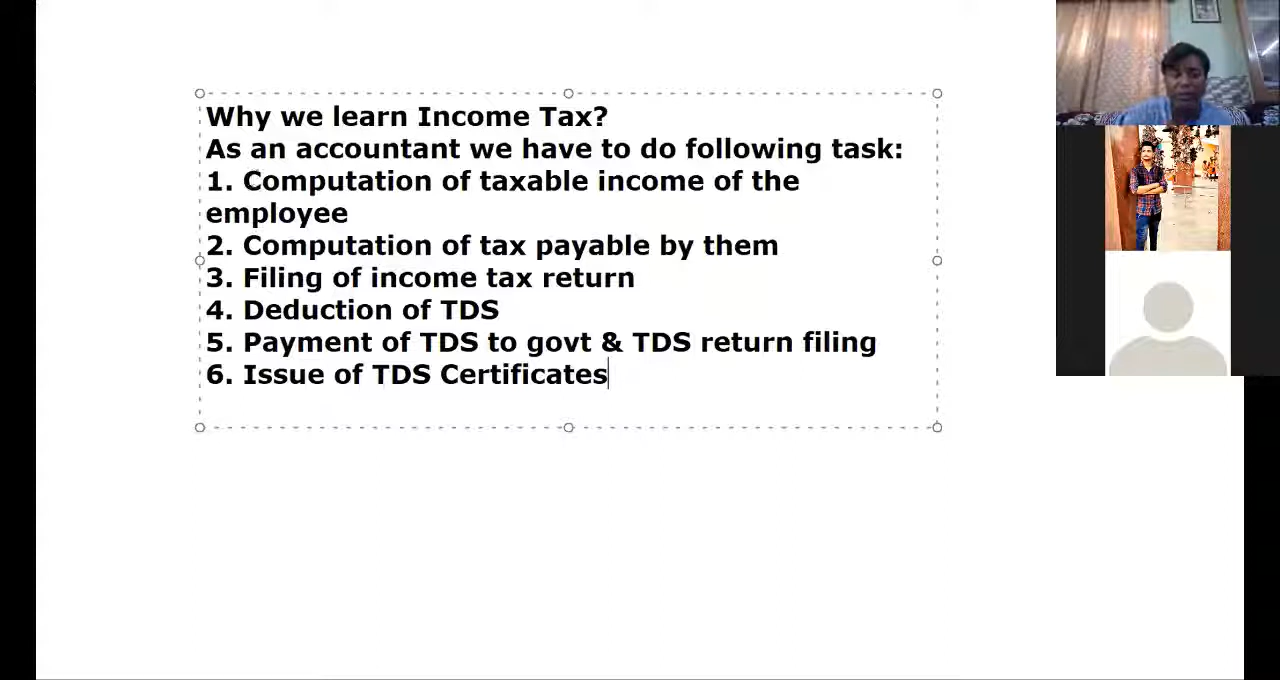 Why we learn Income Tax?
As an accountant we have to do following task:
1. Computation of taxable income of the
employee
2. Computation of tax payable by them
3. Filing of income tax return
4. Deduction of TDS
5. Payment of TDS to govt & TDS return filing
6. Issue of TDS Certificates